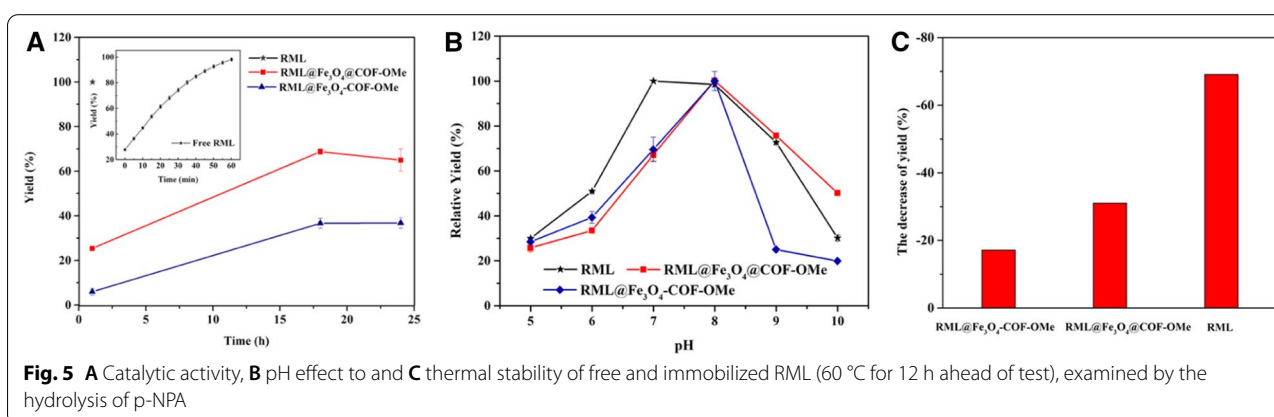 A
120
100
80
60
40
20
0
Yield (%)
0
5
10
15
20
25
Time (h)
RML
RML@Fe₃O₄@COF-OMe
RML@Fe₃O₄-COF-OMe
100
80
60
40
20
Yield (%)
0 10 20 30 40 50 60
Time (min)
Free RML
B
120
100
80
60
40
20
0
Relative Yield (%)
5
6
7
8
9
10
pH
RML
RML@Fe₃O₄@COF-OMe
RML@Fe₃O₄-COF-OMe
C
-80
-60
-40
-20
0
The decrease of yield (%)
RML@Fe₃O₄-COF-OMe
RML@Fe₃O₄@COF-OMe
RML
Fig. 5 A Catalytic activity, B pH effect to and C thermal stability of free and immobilized RML (60 °C for 12 h ahead of test), examined by the
hydrolysis of p-NPA